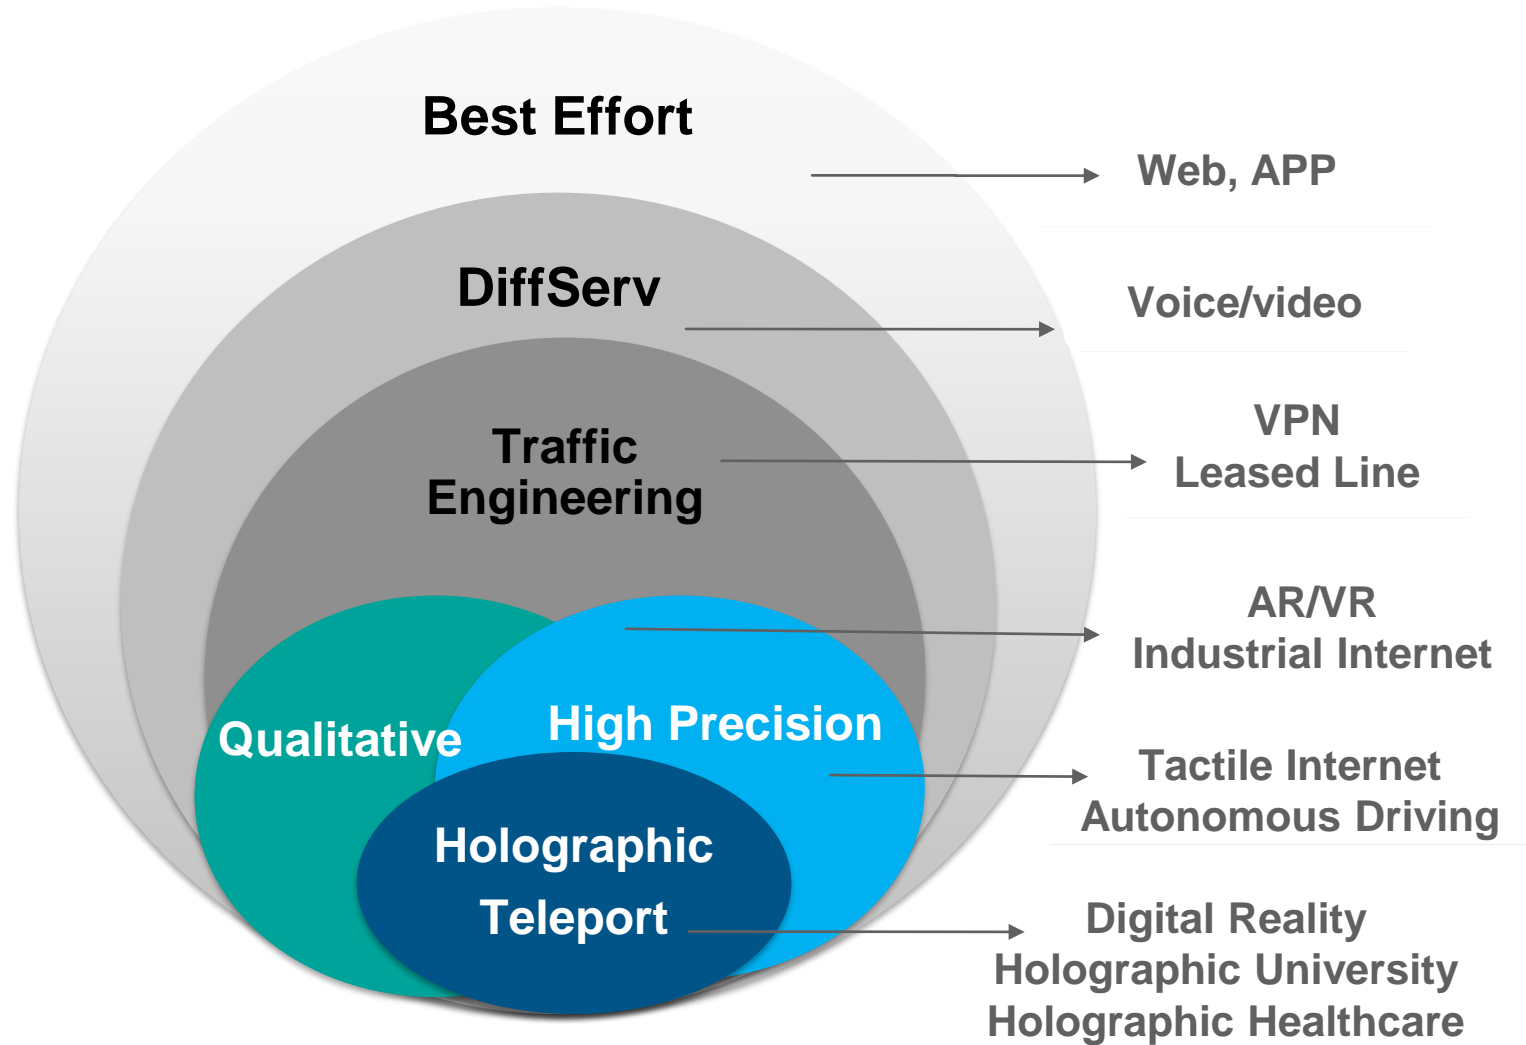 Best Effort
Web, APP
DiffServ
Voice/video
Traffic
Engineering
VPN
Leased Line
AR/VR
Industrial Internet
Qualitative
High Precision
Tactile Internet
Autonomous Driving
Holographic
Teleport
Digital Reality
Holographic University
Holographic Healthcare